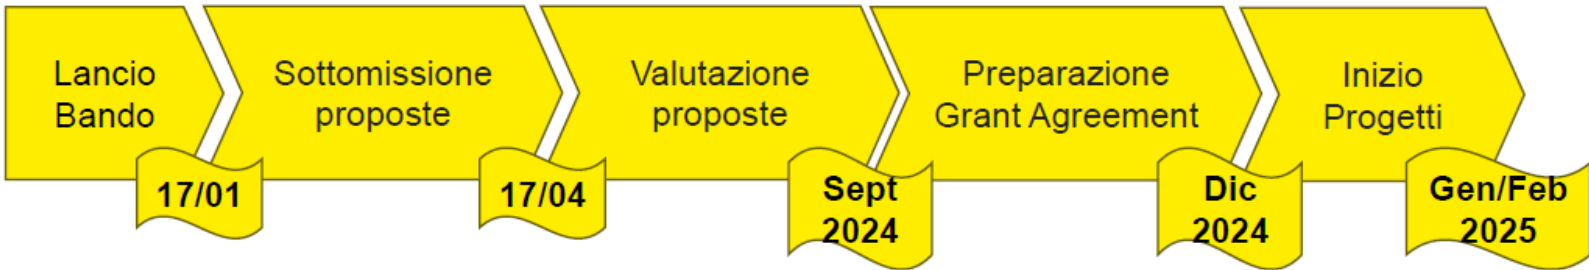 Lancio
Bando
Sottomissione
proposte
Valutazione
proposte
Preparazione
Grant Agreement
Inizio
Progetti
17/01
17/04
Sept
2024
Dic
2024
Gen/Feb
2025